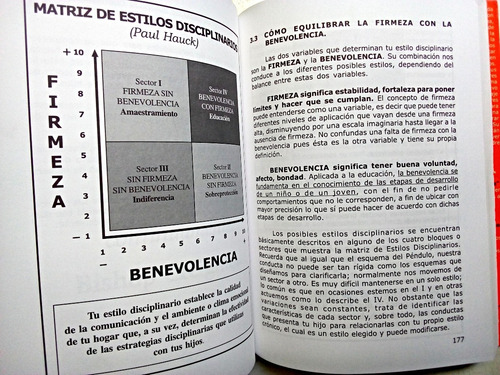 MATRIZ DE ESTILOS DISCIPLINARIOS
(Paul Hauck)
+ 10
9
8
7
6
5
4
3
2
− 1
FIRMEZA
Sector I
FIRMEZA SIN
BENEVOLENCIA
Amaestramiento
Sector IV
BENEVOLENCIA
CON FIRMEZA
Educación
Sector III
SIN FIRMEZA
SIN BENEVOLENCIA
Indiferencia
Sector II
BENEVOLENCIA
SIN FIRMEZA
Sobreprotección
1 2 3 4 5 6 7 8 9 10
− +
BENEVOLENCIA
Tu estilo disciplinario establece la calidad
de la comunicación y el ambiente o clima emocional
de tu hogar que, a su vez, determina la efectividad
de las estrategias disciplinarias que utilizas
con tus hijos.
3.3 CÓMO EQUILIBRAR LA FIRMEZA CON LA
BENEVOLENCIA.
Las dos variables que determinan tu estilo disciplinario
son la FIRMEZA y la BENEVOLENCIA. Su combinación nos
conduce a los diferentes posibles estilos, dependiendo del
balance entre estas dos variables.
FIRMEZA significa estabilidad, fortaleza para poner
límites y hacer que se cumplan. El concepto de firmeza
puede entenderse como una variable, es decir que puede tener
diferentes niveles de aplicación que vayan desde una firmeza
alta, disminuyendo por una escala imaginaria hasta llegar a la
ausencia de firmeza. No confundas una falta de firmeza con la
benevolencia pues ésta es la otra variable y tiene su propia
definición.
BENEVOLENCIA significa tener buena voluntad,
afecto, bondad. Aplicada a la educación, la benevolencia se
fundamenta en el conocimiento de las etapas de desarrollo
de un niño o de un joven, con el fin de no pedirle
comportamientos que no le corresponden, a fin de ubicar con
mayor precisión lo que sí puede hacer de acuerdo con dichas
etapas de desarrollo.
Los posibles estilos disciplinarios se encuentran
básicamente descritos en alguno de los cuatro bloques o
sectores que muestra la matriz de Estilos Disciplinarios.
Recuerda que al igual que el esquema del Péndulo, nuestra
conducta no puede ser tan rígida como los esquemas que
diseñamos para clarificarla; normalmente nos movemos de
un sector a otro. Es muy difícil mantenerse en un solo estilo;
lo común es que en ocasiones estemos en el I y en otras
actuemos como lo describe el IV. No obstante que las
variaciones sean constantes, trata de identificar las
características de cada sector y, sobre todo, las conductas
que presenta tu hijo para relacionarlas con tu propio estilo
crónico, el cual es un estilo elegido y puede modificarse.
177